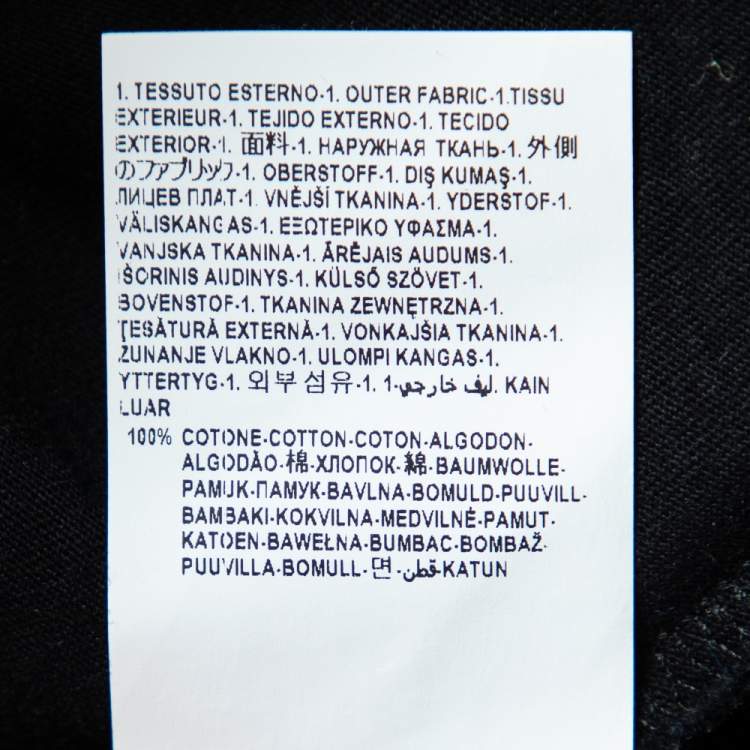 1. TESSUTO ESTERNO-1. OUTER FABRIC-1.TISSU
EXTERIEUR-1. TEJIDO EXTERNO-1. TECIDO
EXTERIOR-1. 面料-1. НАРУЖНАЯ ТКАНЬ-1. 外側
のファブリック-1. OBERSTOFF-1. DIŞ KUMAŞ-1.
ЛИЦЕВ ПЛАТ-1. VNĚJŠÍ TKANINA-1. YDERSTOF-1.
VÄLISKANGAS-1. ΕΞΩΤΕΡΙΚΟ ΥΦΑΣΜΑ-1.
VANJSKA TKANINA-1. ĀRĒJAIS AUDUMS-1.
IŠORINIS AUDINYS-1. KÜLSŐ SZÖVET-1.
BOVENSTOF-1. TKANINA ZEWNĘTRZNA-1.
ŢESĂTURĂ EXTERNĂ-1. VONKAJŠIA TKANINA-1.
ZUNANJE VLAKNO-1. ULOMPI KANGAS-1.
YTTERTYG-1. 외부 섬유-1. 1-ليف خارجي. KAIN
LUAR
100% COTONE-COTTON-COTON-ALGODON-
ALGODÃO-棉-ХЛОПОК-綿-BAUMWOLLE-
PAMUK-ПАМУК-BAVLNA-BOMULD-PUUVILL-
BAMBAKI-KOKVILNA-MEDVILNĖ-PAMUT-
KATOEN-BAWEŁNA-BUMBAC-BOMBAŽ-
PUUVILLA-BOMULL-면-قطن-KATUN